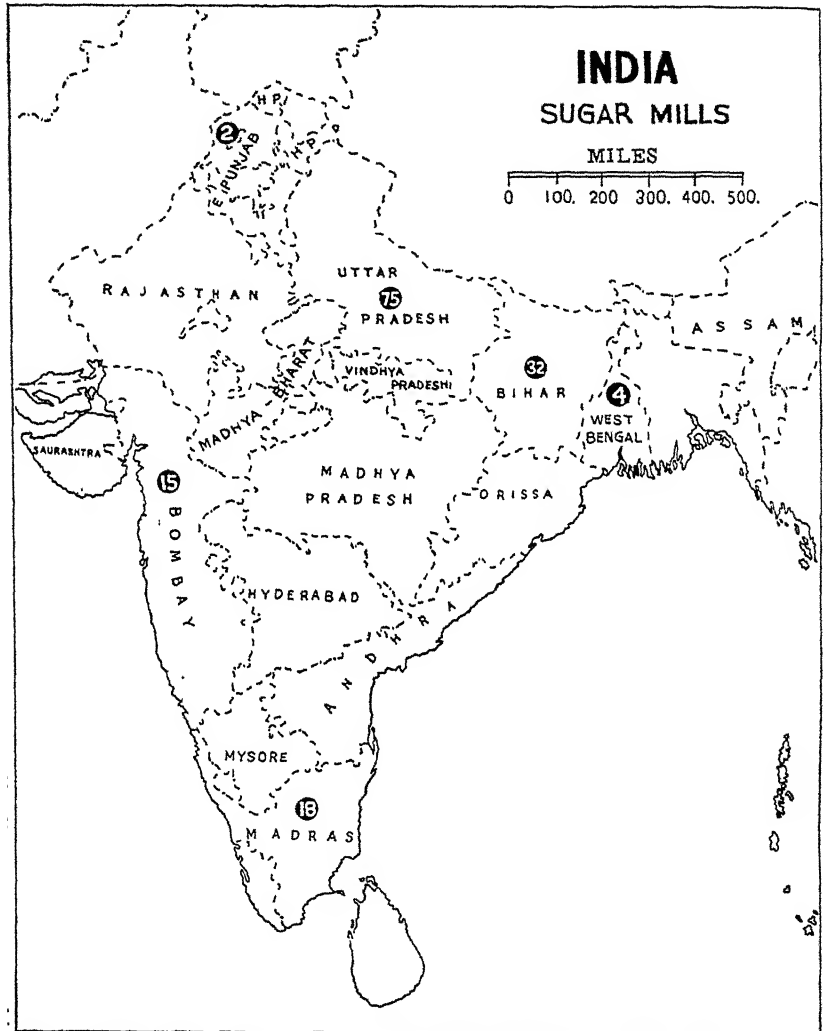 INDIA
SUGAR MILLS
MILES
0 100. 200 300. 400. 500.
H P
2
E PUNJAB
H P
RAJASTHAN
UTTAR
75
PRADESH
ASSAM
MADHYA BHARAT
VINDHYA
PRADESH
32
BIHAR
4
WEST
BENGAL
SAURASHTRA
MADHYA
PRADESH
ORISSA
15
BOMBAY
HYDERABAD
ANDHRA
MYSORE
18
MADRAS